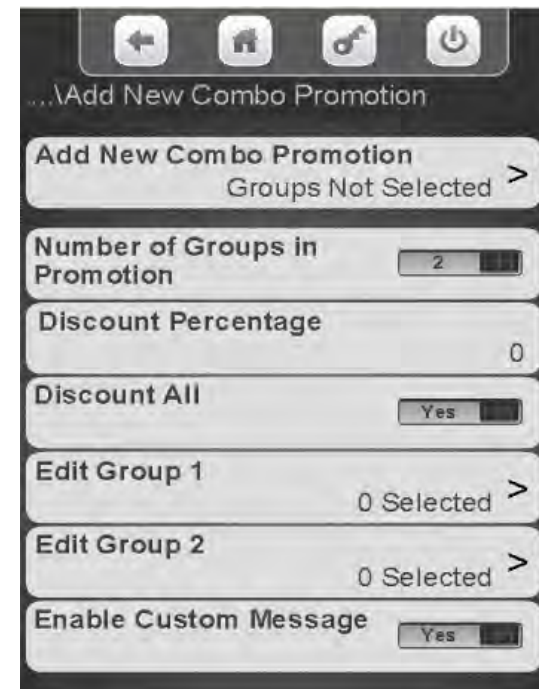 ...\Add New Combo Promotion
Add New Combo Promotion
Groups Not Selected >
Number of Groups in
Promotion
2
Discount Percentage
0
Discount All
Yes
Edit Group 1
0 Selected >
Edit Group 2
0 Selected >
Enable Custom Message
Yes